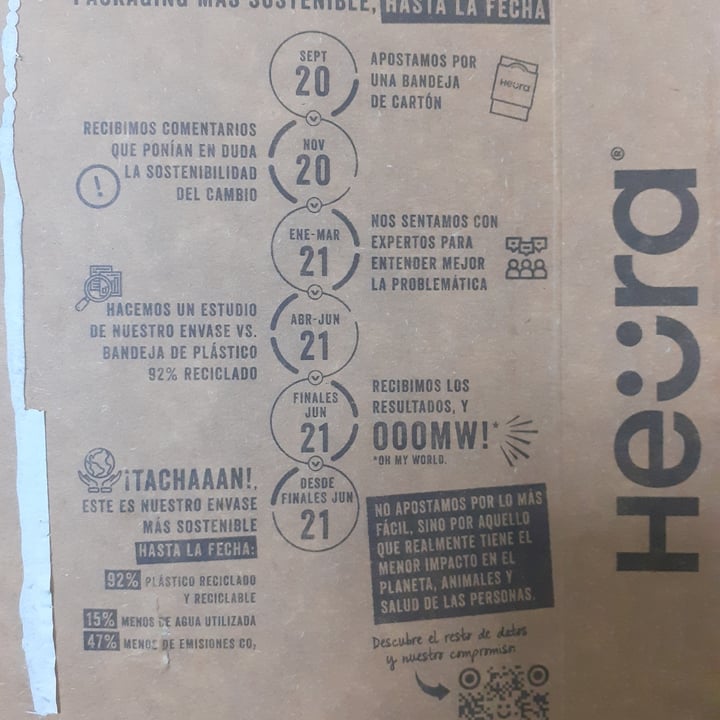 PACKAGING MÁS SOSTENIBLE, HASTA LA FECHA
SEPT
20
APOSTAMOS POR
UNA BANDEJA
DE CARTÓN
Heüra
RECIBIMOS COMENTARIOS
QUE PONÍAN EN DUDA
LA SOSTENIBILIDAD
DEL CAMBIO
!
NOV
20
ENE-MAR
21
NOS SENTAMOS CON
EXPERTOS PARA
ENTENDER MEJOR
LA PROBLEMÁTICA
HACEMOS UN ESTUDIO
DE NUESTRO ENVASE VS.
BANDEJA DE PLÁSTICO
92% RECICLADO
ABR-JUN
21
FINALES
JUN
21
RECIBIMOS LOS
RESULTADOS, Y
OOOMW!*
*OH MY WORLD.
¡TACHAAAN!,
ESTE ES NUESTRO ENVASE
MÁS SOSTENIBLE
HASTA LA FECHA:
92% PLÁSTICO RECICLADO
Y RECICLABLE
15% MENOS DE AGUA UTILIZADA
47% MENOS DE EMISIONES CO₂
DESDE
FINALES JUN
21
NO APOSTAMOS POR LO MÁS
FÁCIL, SINO POR AQUELLO
QUE REALMENTE TIENE EL
MENOR IMPACTO EN EL
PLANETA, ANIMALES Y
SALUD DE LAS PERSONAS.
Descubre el resto de datos
y nuestro compromiso.
Heüra®